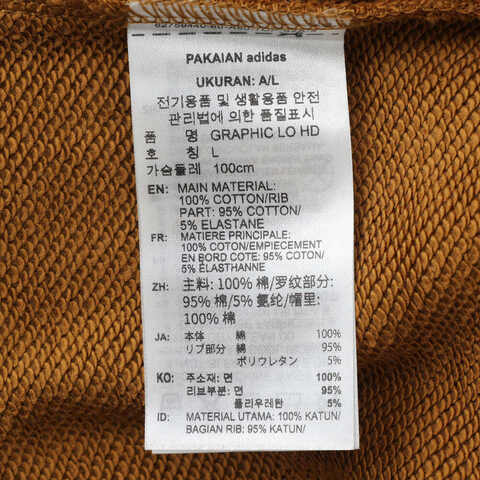 PAKAIAN adidas
UKURAN: A/L
전기용품 및 생활용품 안전
관리법에 의한 품질표시
품 명 GRAPHIC LO HD
호 칭 L
가슴둘레 100cm
EN: MAIN MATERIAL:
100% COTTON/RIB
PART: 95% COTTON/
5% ELASTANE
FR: MATIERE PRINCIPALE:
100% COTON/EMPIECEMENT
EN BORD COTE: 95% COTON/
5% ÉLASTHANNE
ZH: 主料: 100% 棉/罗纹部分:
95% 棉/5% 氨纶/帽里:
100% 棉
JA: 本体 綿 100%
リブ部分 綿 95%
ポリウレタン 5%
KO: 주소재: 면 100%
리브부분: 면 95%
폴리우레탄 5%
ID: MATERIAL UTAMA: 100% KATUN/
BAGIAN RIB: 95% KATUN/